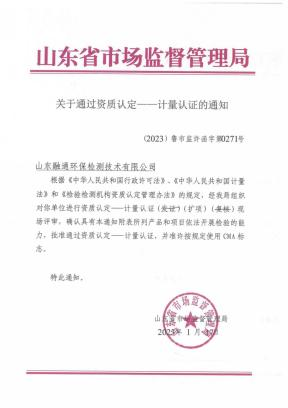 山东省市场监督管理局
关于通过资质认定——计量认证的通知
(2023)鲁市监许函字第0271号
山东融通环保检测技术有限公司
根据《中华人民共和国行政许可法》、《中华人民共和国计量
法》和《检验检测机构资质认定管理办法》的规定，经我局组织
对你单位进行资质认定——计量认证(发证)(扩项)(复核)现
场评审，确认具有本通知附表所列产品和项目依法开展检验的能
力，批准通过资质认定——计量认证，并准许按规定使用 CMA 标
志。
特此通知。
山东省市场监督管理局
2023年1月17日